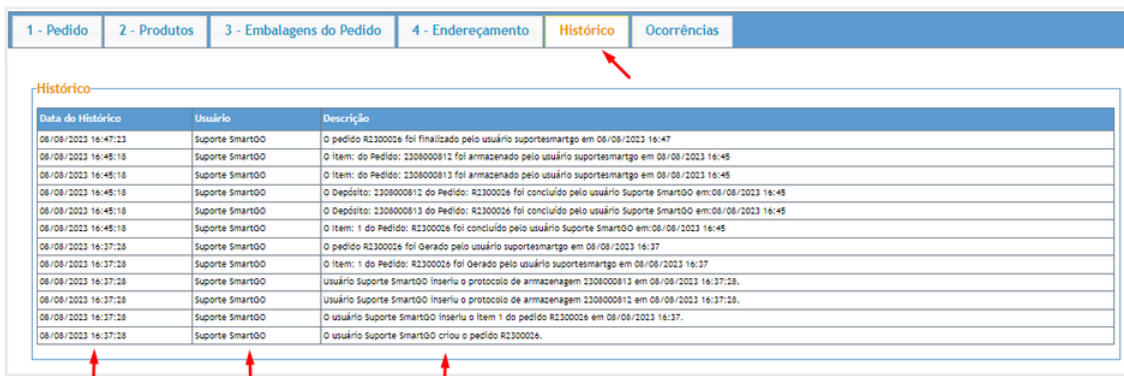 1 - Pedido 2 - Produtos 3 - Embalagens do Pedido 4 - Endereçamento Histórico Ocorrências
Histórico
Data do Histórico Usuário Descrição
08/08/2023 16:47:23 Suporte SmartGO O pedido R2300026 foi finalizado pelo usuário suportesmartgo em 08/08/2023 16:47
08/08/2023 16:45:18 Suporte SmartGO O item: do Pedido: 2308000812 foi armazenado pelo usuário suportesmartgo em 08/08/2023 16:45
08/08/2023 16:45:18 Suporte SmartGO O item: do Pedido: 2308000813 foi armazenado pelo usuário suportesmartgo em 08/08/2023 16:45
08/08/2023 16:45:18 Suporte SmartGO O Depósito: 2308000812 do Pedido: R2300026 foi concluído pelo usuário Suporte SmartGO em:08/08/2023 16:45
08/08/2023 16:45:18 Suporte SmartGO O Depósito: 2308000813 do Pedido: R2300026 foi concluído pelo usuário Suporte SmartGO em:08/08/2023 16:45
08/08/2023 16:45:18 Suporte SmartGO O Item: 1 do Pedido: R2300026 foi concluído pelo usuário Suporte SmartGO em:08/08/2023 16:45
08/08/2023 16:37:28 Suporte SmartGO O pedido R2300026 foi Gerado pelo usuário suportesmartgo em 08/08/2023 16:37
08/08/2023 16:37:28 Suporte SmartGO O item: 1 do Pedido: R2300026 foi Gerado pelo usuário suportesmartgo em 08/08/2023 16:37
08/08/2023 16:37:28 Suporte SmartGO Usuário Suporte SmartGO inseriu o protocolo de armazenagem 2308000813 em 08/08/2023 16:37:28.
08/08/2023 16:37:28 Suporte SmartGO Usuário Suporte SmartGO inseriu o protocolo de armazenagem 2308000812 em 08/08/2023 16:37:28.
08/08/2023 16:37:28 Suporte SmartGO O usuário Suporte SmartGO inseriu o item 1 do pedido R2300026 em 08/08/2023 16:37.
08/08/2023 16:37:28 Suporte SmartGO O usuário Suporte SmartGO criou o pedido R2300026.